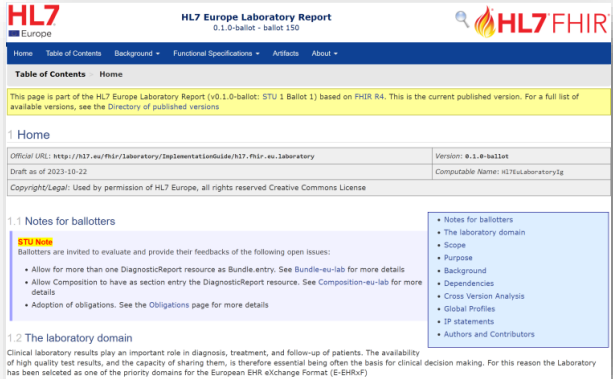 HL7
Europe
HL7 Europe Laboratory Report
0.1.0-ballot - ballot 150
HL7 FHIR
Home Table of Contents Background Functional Specifications Artifacts About
Table of Contents Home
This page is part of the HL7 Europe Laboratory Report (v0.1.0-ballot: STU 1 Ballot 1) based on FHIR R4. This is the current published version. For a full list of
available versions, see the Directory of published versions
1 Home
Official URL: http://hl7.eu/fhir/laboratory/ImplementationGuide/hl7.fhir.eu.laboratory Version: 0.1.0-ballot
Draft as of 2023-10-22 Computable Name: Hl7EuLaboratoryIg
Copyright/Legal: Used by permission of HL7 Europe, all rights reserved Creative Commons License
1.1 Notes for ballotters
STU Note
Ballotters are invited to evaluate and provide their feedbacks of the following open issues:
• Allow for more than one DiagnosticReport resource as Bundle.entry. See Bundle-eu-lab for more details
• Allow Composition to have as section entry the DiagnosticReport resource. See Composition-eu-lab for more
details
• Adoption of obligations. See the Obligations page for more details
• Notes for ballotters
• The laboratory domain
• Scope
• Purpose
• Background
• Dependencies
• Cross Version Analysis
• Global Profiles
• IP statements
• Authors and Contributors
1.2 The laboratory domain
Clinical laboratory results play an important role in diagnosis, treatment, and follow-up of patients. The availability
of high quality test results, and the capacity of sharing them, is therefore essential being often the basis for clinical decision making. For this reason the Laboratory
has been selceted as one of the priority domains for the European EHR eXchange Format (E-EHRxF)